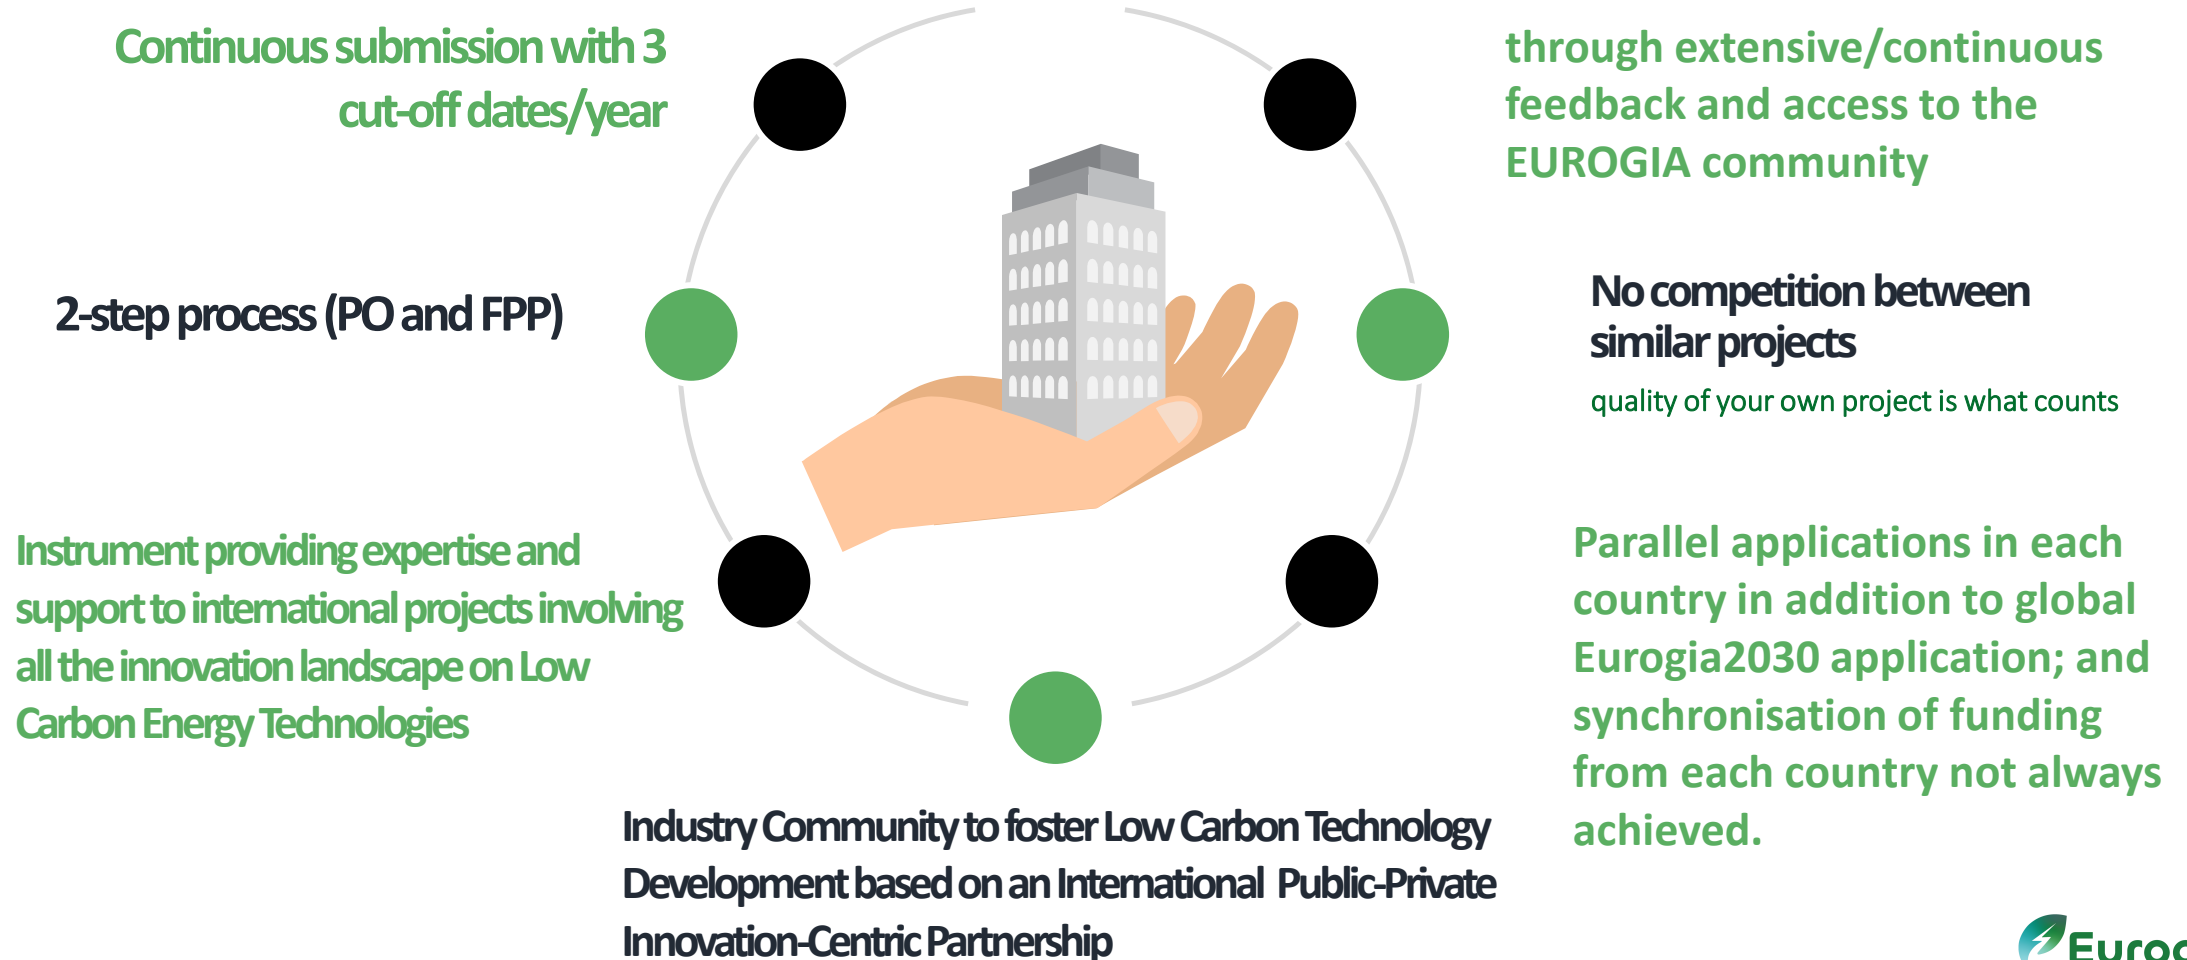 Continuous submission with 3
cut-off dates/year
2-step process (PO and FPP)
Instrument providing expertise and
support to international projects involving
all the innovation landscape on Low
Carbon Energy Technologies
Industry Community to foster Low Carbon Technology
Development based on an International Public-Private
Innovation-Centric Partnership
through extensive/continuous
feedback and access to the
EUROGIA community
No competition between
similar projects
quality of your own project is what counts
Parallel applications in each
country in addition to global
Eurogia2030 application; and
synchronisation of funding
from each country not always
achieved.